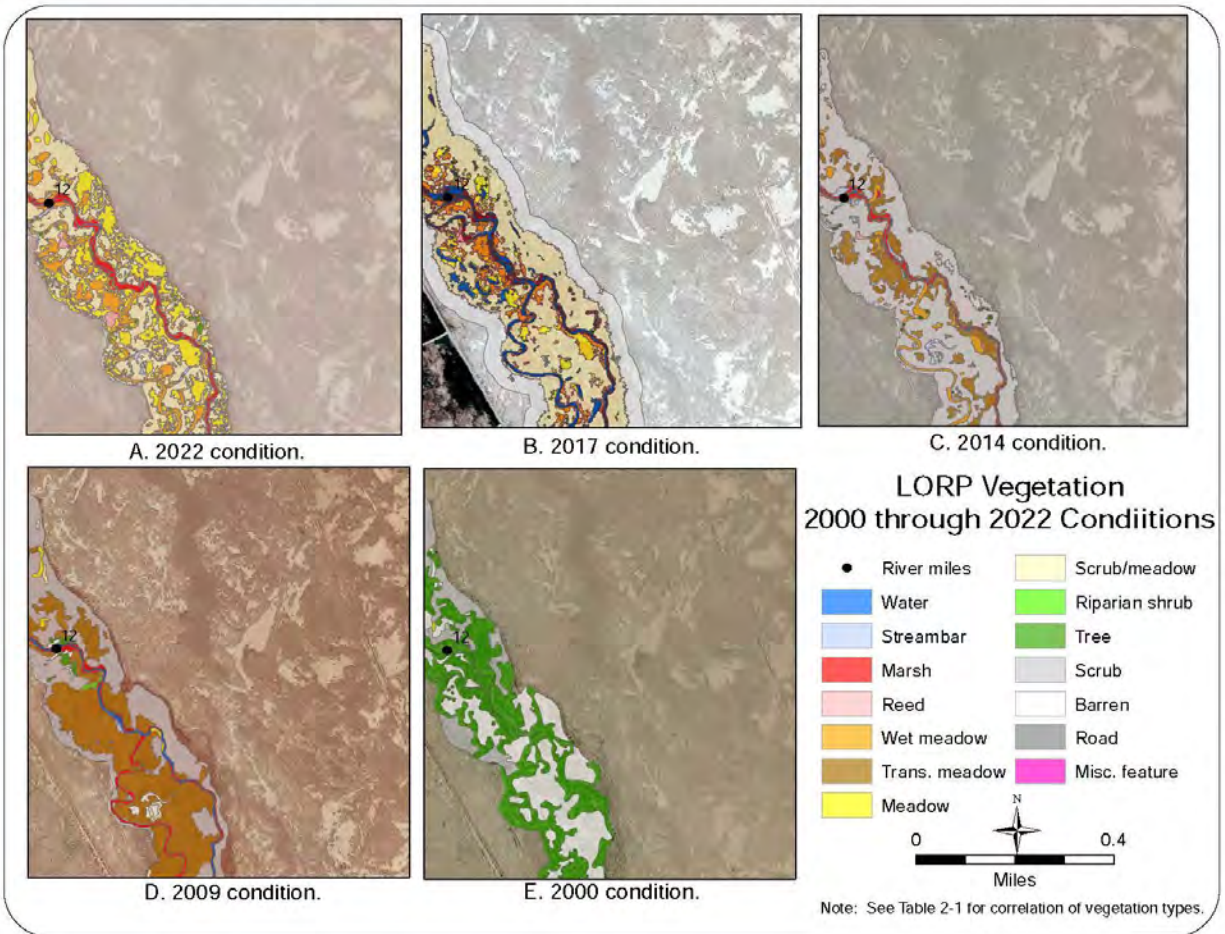 12
12
12
A. 2022 condition.
B. 2017 condition.
C. 2014 condition.
12
12
D. 2009 condition.
E. 2000 condition.
LORP Vegetation
2000 through 2022 Condiitions
River miles
Water
Streambar
Marsh
Reed
Wet meadow
Trans. meadow
Meadow
Scrub/meadow
Riparian shrub
Tree
Scrub
Barren
Road
Misc. feature
N
0 0.4
Miles
Note: See Table 2-1 for correlation of vegetation types.